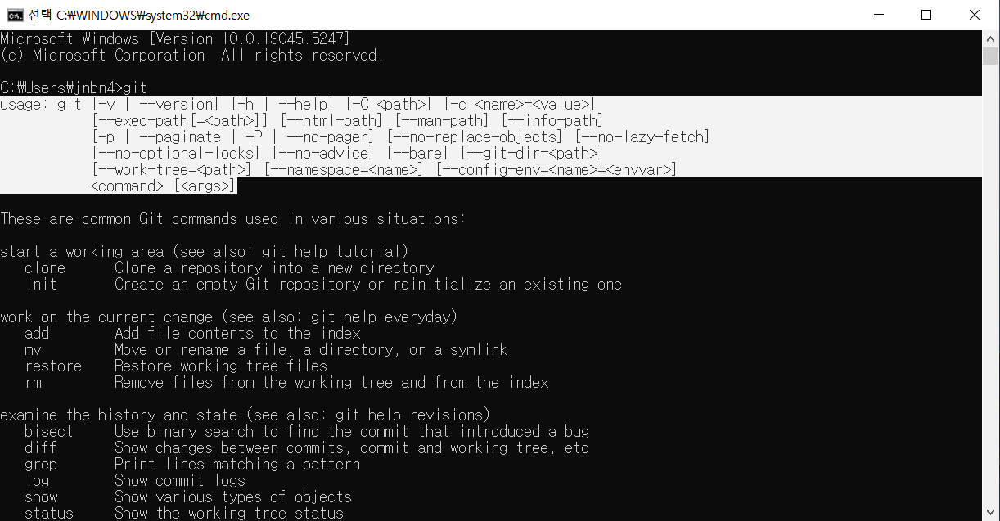 선택 C:₩WINDOWS₩system32₩cmd.exe
Microsoft Windows [Version 10.0.19045.5247]
(c) Microsoft Corporation. All rights reserved.

C:₩Users₩jnbn4>git
usage: git [-v | --version] [-h | --help] [-C <path>] [-c <name>=<value>]
           [--exec-path[=<path>]] [--html-path] [--man-path] [--info-path]
           [-p | --paginate | -P | --no-pager] [--no-replace-objects] [--no-lazy-fetch]
           [--no-optional-locks] [--no-advice] [--bare] [--git-dir=<path>]
           [--work-tree=<path>] [--namespace=<name>] [--config-env=<name>=<envvar>]
           <command> [<args>]

These are common Git commands used in various situations:

start a working area (see also: git help tutorial)
   clone      Clone a repository into a new directory
   init       Create an empty Git repository or reinitialize an existing one

work on the current change (see also: git help everyday)
   add        Add file contents to the index
   mv         Move or rename a file, a directory, or a symlink
   restore    Restore working tree files
   rm         Remove files from the working tree and from the index

examine the history and state (see also: git help revisions)
   bisect     Use binary search to find the commit that introduced a bug
   diff       Show changes between commits, commit and working tree, etc
   grep       Print lines matching a pattern
   log        Show commit logs
   show       Show various types of objects
   status     Show the working tree status